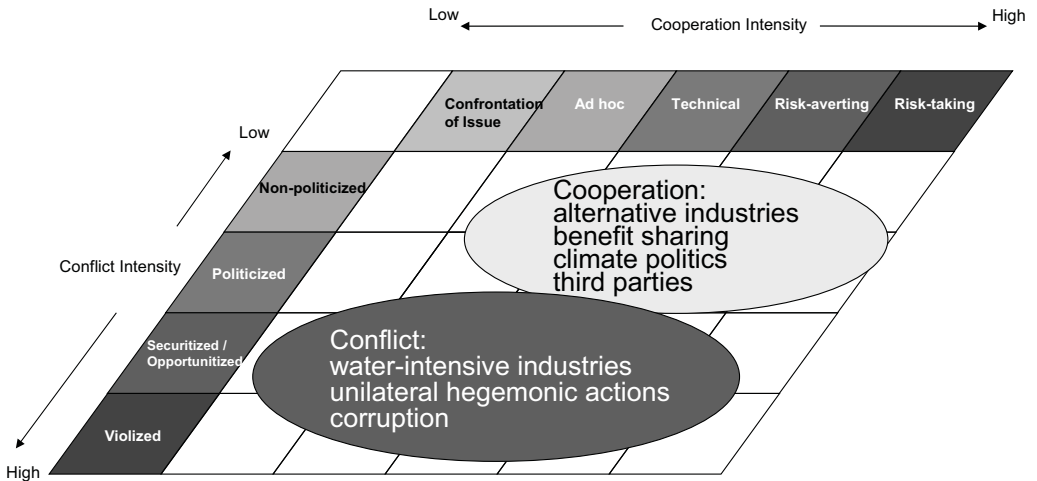 Low
Cooperation Intensity
High
Confrontation
of Issue
Ad hoc
Technical
Risk-averting
Risk-taking
Low
Non-politicized
Cooperation:
alternative industries
benefit sharing
climate politics
third parties
Conflict Intensity
Politicized
Securitized /
Opportunitized
Conflict:
water-intensive industries
unilateral hegemonic actions
corruption
Violized
High